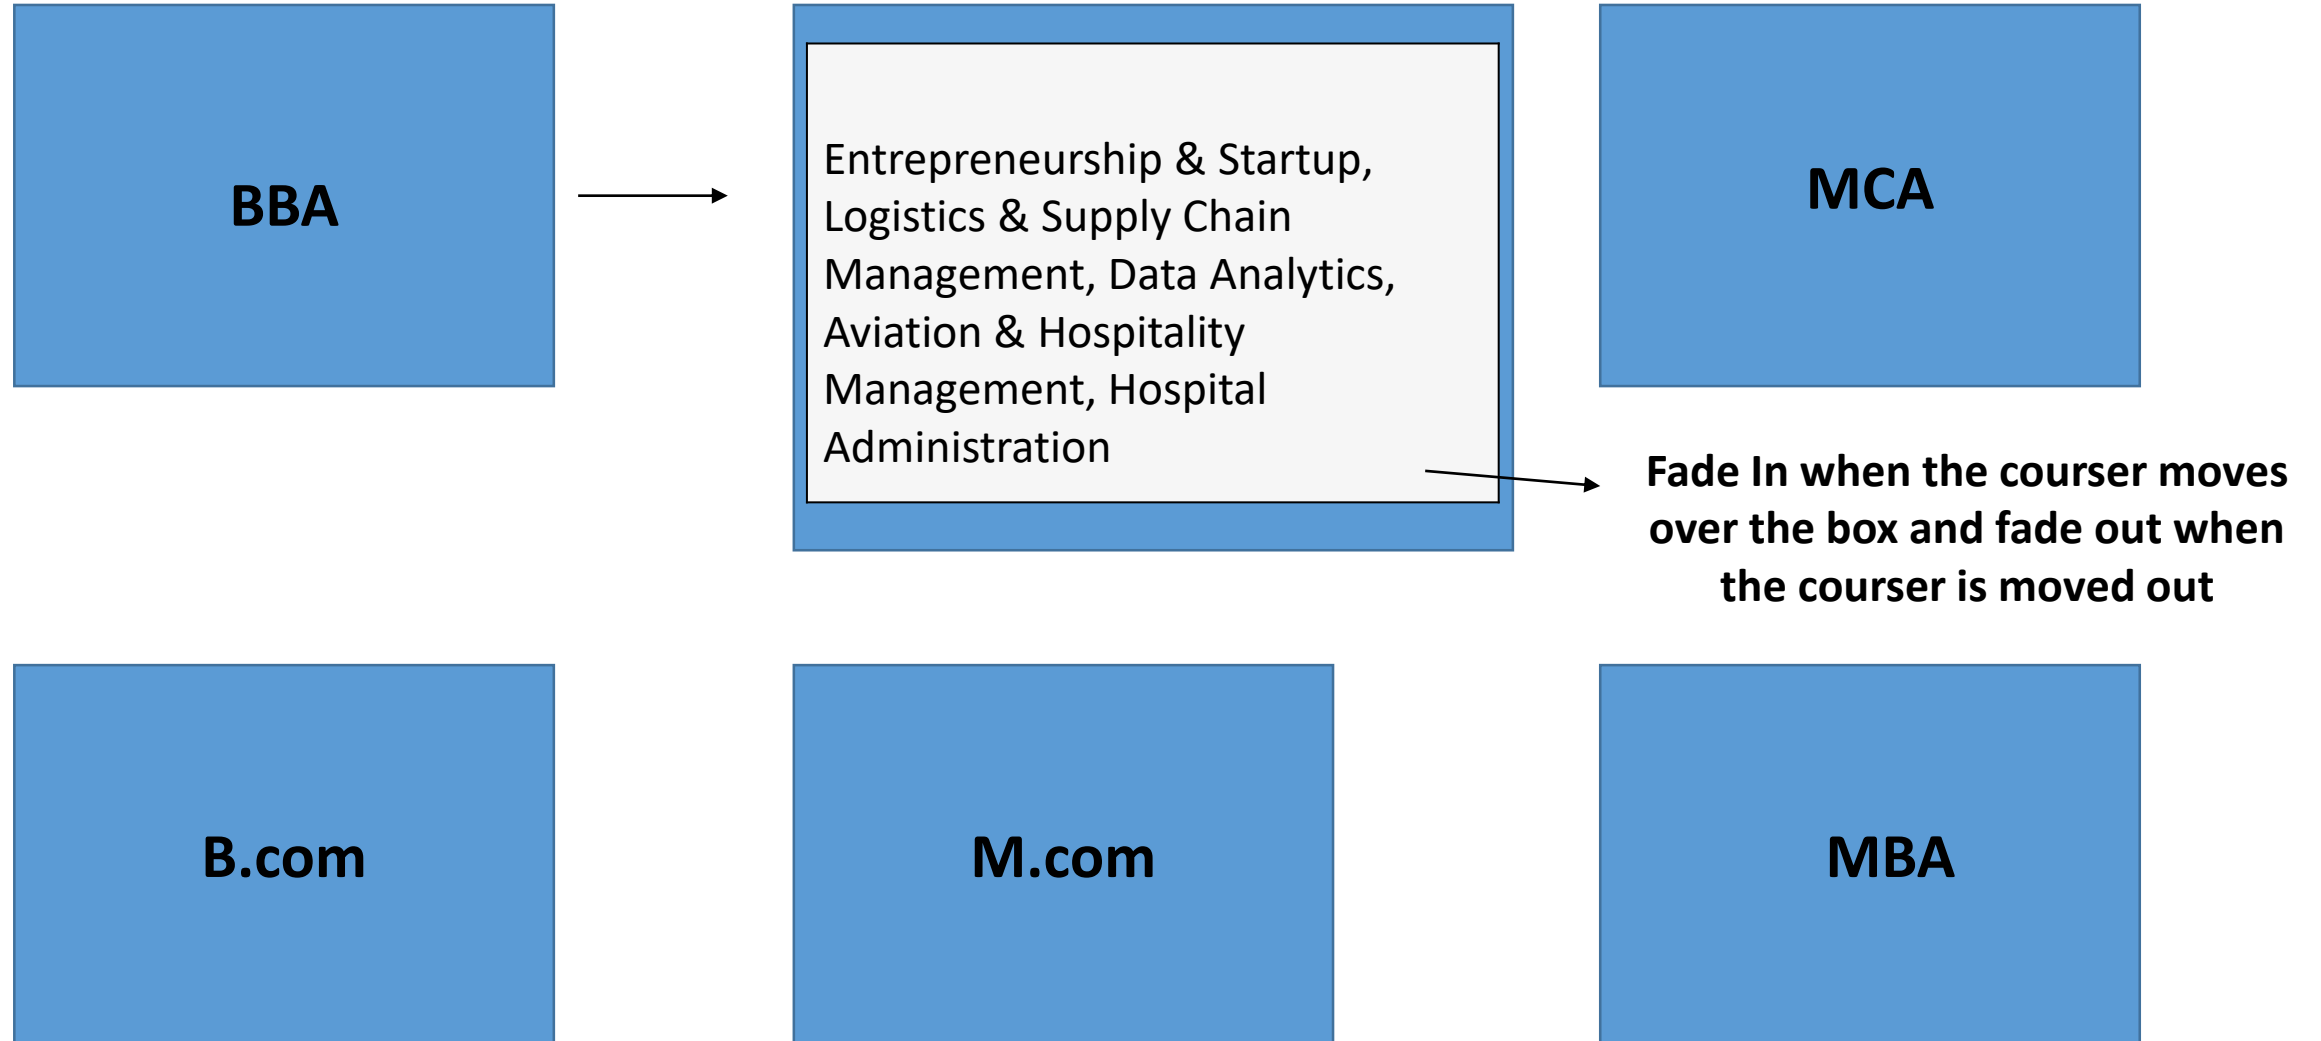 BBA
Entrepreneurship & Startup,
Logistics & Supply Chain
Management, Data Analytics,
Aviation & Hospitality
Management, Hospital
Administration
MCA
Fade In when the courser moves
over the box and fade out when
the courser is moved out
B.com
M.com
MBA